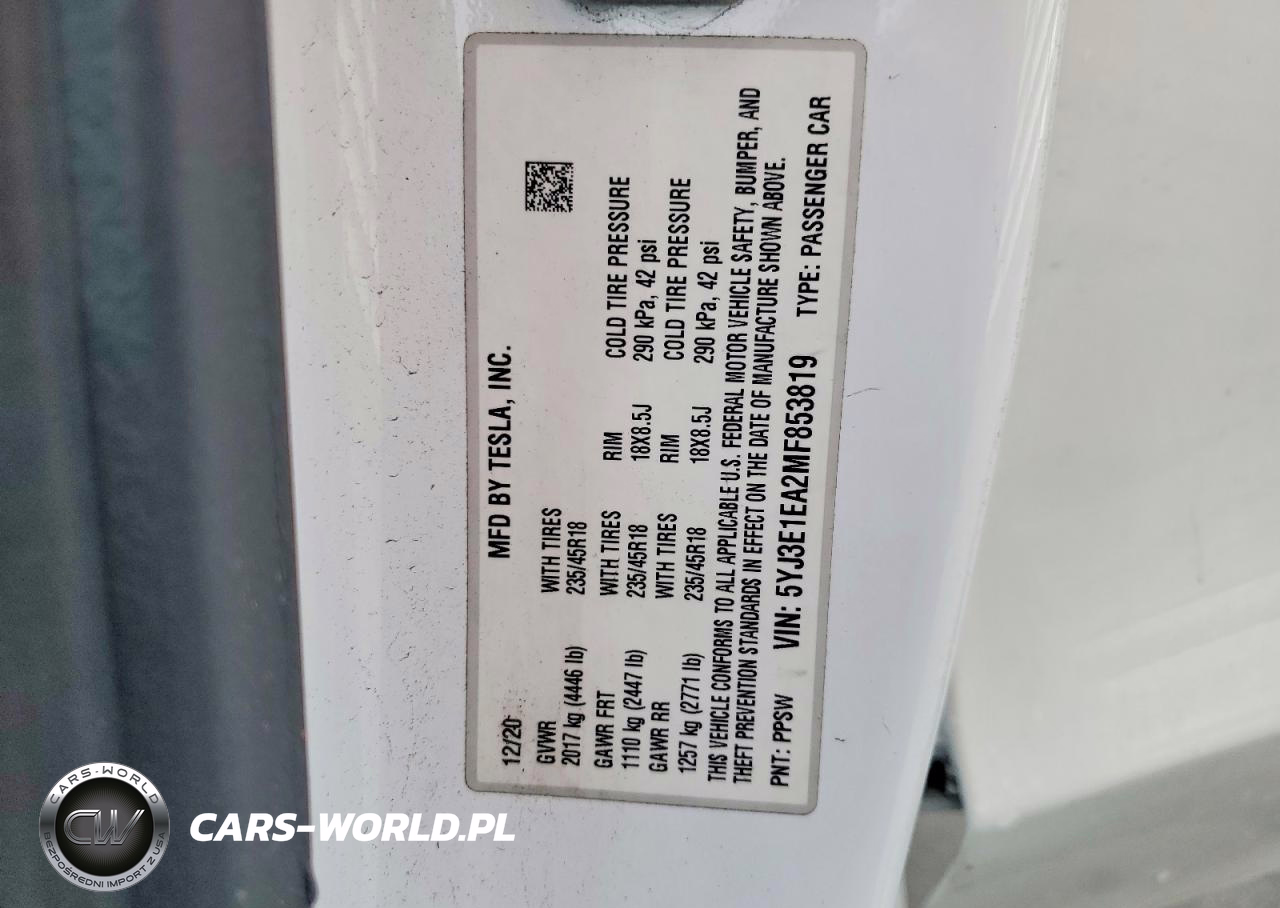 MFD BY TESLA, INC.
12/20
GVWR WITH TIRES
2017 kg (4446 lb) 235/45R18
GAWR FRT WITH TIRES RIM COLD TIRE PRESSURE
1110 kg (2447 lb) 235/45R18 18X8.5J 290 kPa, 42 psi
GAWR RR WITH TIRES RIM COLD TIRE PRESSURE
1257 kg (2771 lb) 235/45R18 18X8.5J 290 kPa, 42 psi
THIS VEHICLE CONFORMS TO ALL APPLICABLE U.S. FEDERAL MOTOR VEHICLE SAFETY, BUMPER, AND
THEFT PREVENTION STANDARDS IN EFFECT ON THE DATE OF MANUFACTURE SHOWN ABOVE.
PNT: PPSW VIN: 5YJ3E1EA2MF853819 TYPE: PASSENGER CAR
CARS-WORLD
CW
BEZPOŚREDNI IMPORT Z USA
CARS-WORLD.PL